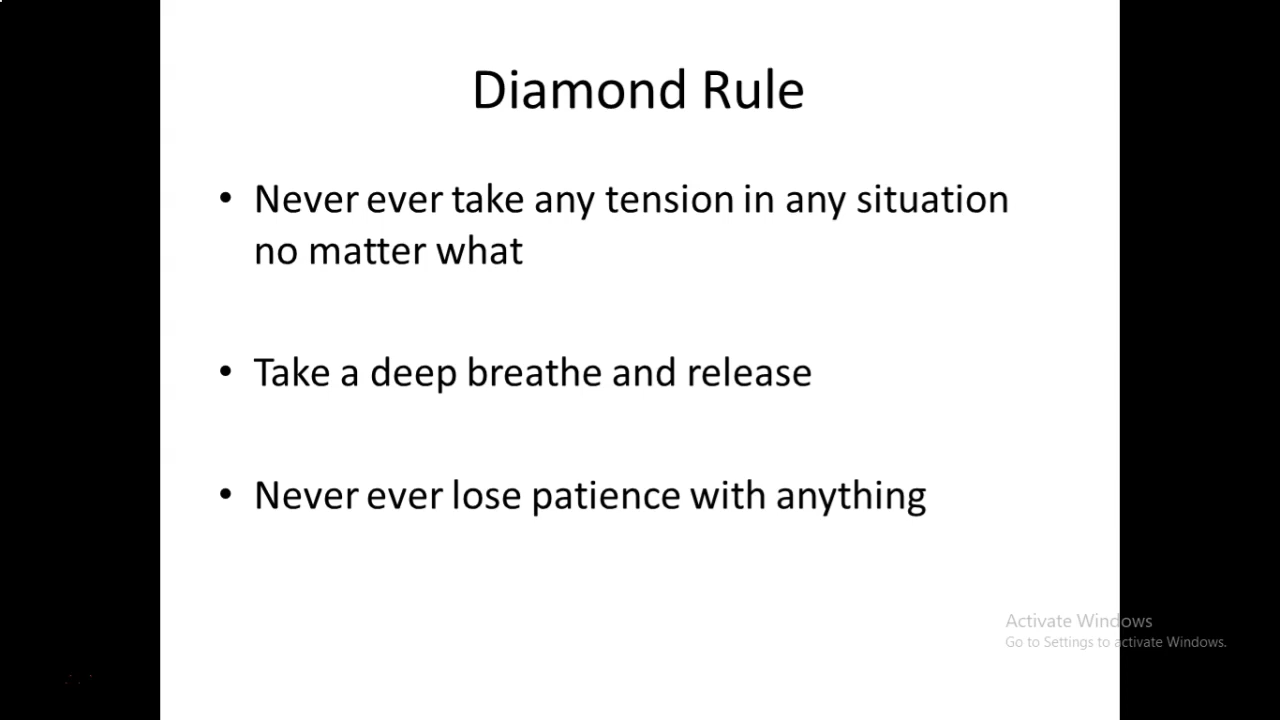 Diamond Rule
• Never ever take any tension in any situation
no matter what
• Take a deep breathe and release
• Never ever lose patience with anything
Activate Windows
Go to Settings to activate Windows.